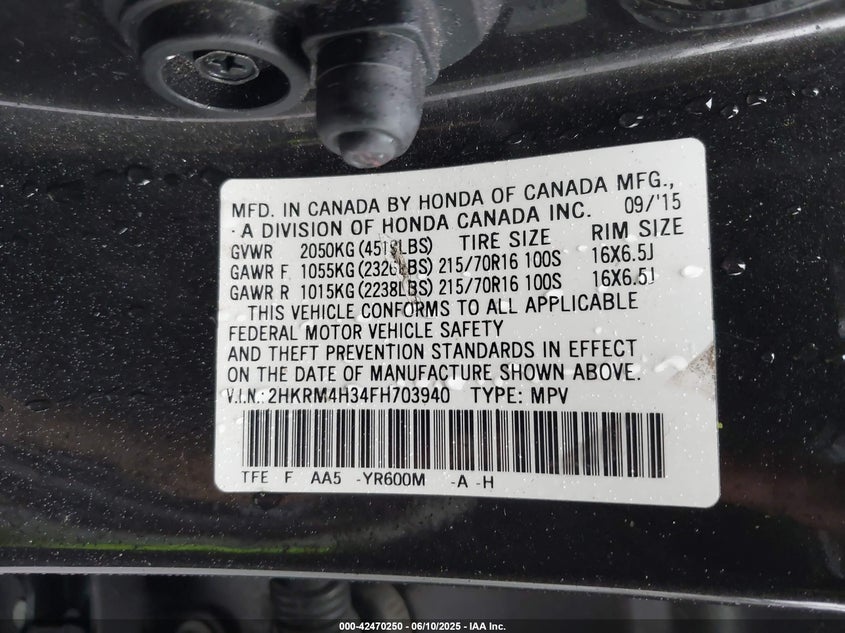 MFD. IN CANADA BY HONDA OF CANADA MFG.,
A DIVISION OF HONDA CANADA INC. 09/'15
GVWR 2050KG (4519LBS) TIRE SIZE RIM SIZE
GAWR F 1055KG (2326LBS) 215/70R16 100S 16X6.5J
GAWR R 1015KG (2238LBS) 215/70R16 100S 16X6.5J
THIS VEHICLE CONFORMS TO ALL APPLICABLE
FEDERAL MOTOR VEHICLE SAFETY
AND THEFT PREVENTION STANDARDS IN EFFECT
ON THE DATE OF MANUFACTURE SHOWN ABOVE.
V.I.N.: 2HKRM4H34FH703940 TYPE: MPV
TFE F AA5 -YR600M -A -H
000-42470250 - 06/10/2025 - IAA Inc.